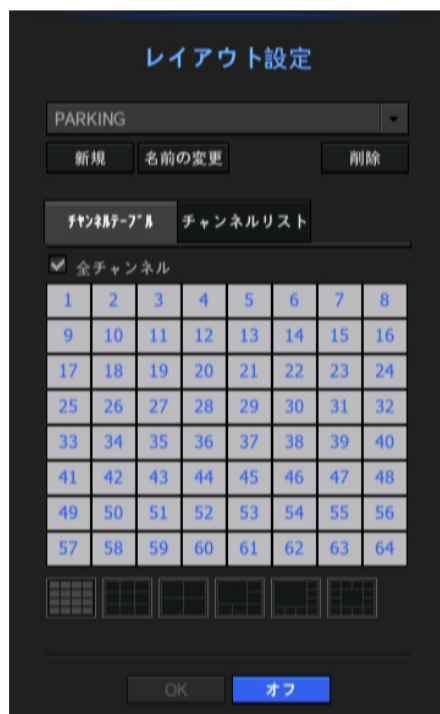 レイアウト設定
PARKING
新規 名前の変更 削除
ﾁｬﾝﾈﾙﾃｰﾌﾞﾙ チャンネルリスト
全チャンネル
1 2 3 4 5 6 7 8
9 10 11 12 13 14 15 16
17 18 19 20 21 22 23 24
25 26 27 28 29 30 31 32
33 34 35 36 37 38 39 40
41 42 43 44 45 46 47 48
49 50 51 52 53 54 55 56
57 58 59 60 61 62 63 64
OK オフ